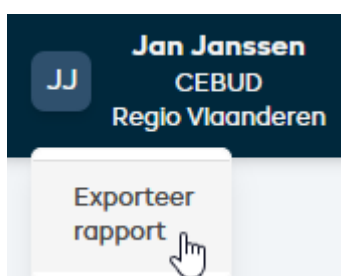 Jan Janssen
JJ
CEBUD
Regio Vlaanderen
Exporteer
rapport